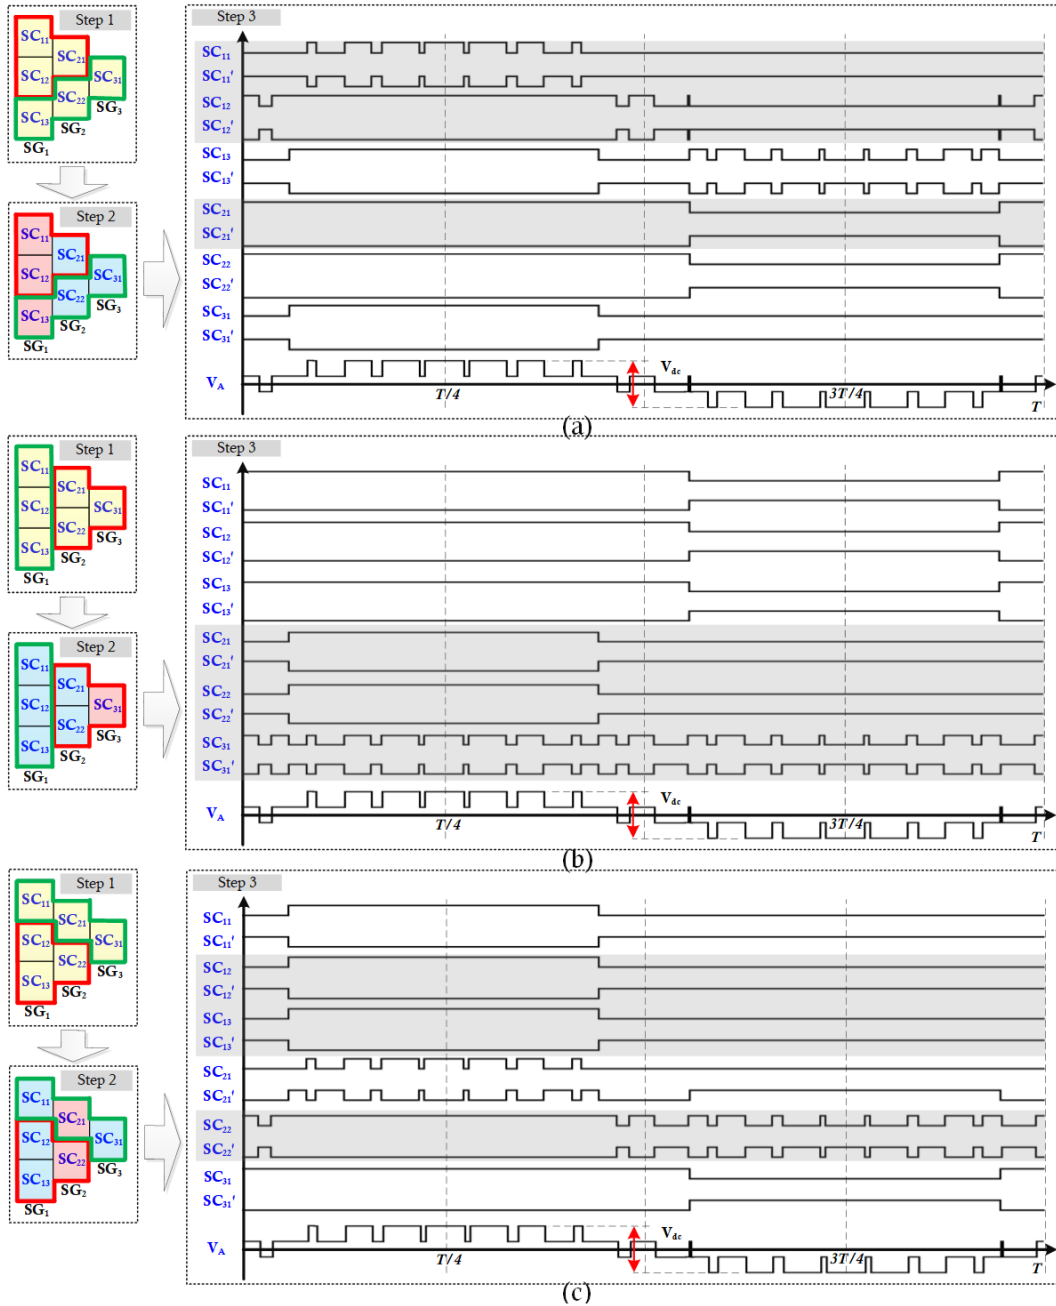 Step 1
SC11
SC21
SC12
SC31
SC22
SG3
SC13
SG2
SG1
Step 2
SC11
SC21
SC12
SC31
SC22
SG3
SC13
SG2
SG1
Step 3
SC11
SC11'
SC12
SC12'
SC13
SC13'
SC21
SC21'
SC22
SC22'
SC31
SC31'
VA
Vdc
T/4
3T/4
T
(a)
Step 1
SC11
SC21
SC12
SC31
SC22
SG3
SC13
SG2
SG1
Step 2
SC11
SC21
SC12
SC31
SC22
SG3
SC13
SG2
SG1
Step 3
SC11
SC11'
SC12
SC12'
SC13
SC13'
SC21
SC21'
SC22
SC22'
SC31
SC31'
VA
Vdc
T/4
3T/4
T
(b)
Step 1
SC11
SC21
SC12
SC31
SC22
SG3
SC13
SG2
SG1
Step 2
SC11
SC21
SC12
SC31
SC22
SG3
SC13
SG2
SG1
Step 3
SC11
SC11'
SC12
SC12'
SC13
SC13'
SC21
SC21'
SC22
SC22'
SC31
SC31'
VA
Vdc
T/4
3T/4
T
(c)